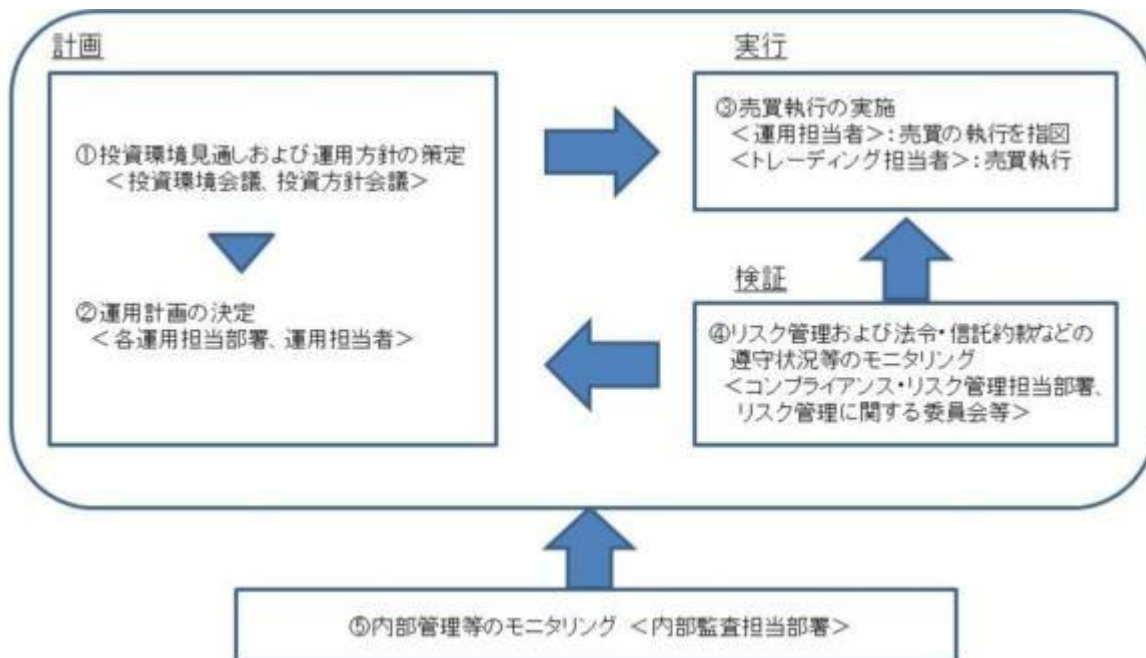 計画
①投資環境見通しおよび運用方針の策定
＜投資環境会議、投資方針会議＞
②運用計画の決定
＜各運用担当部署、運用担当者＞
実行
③売買執行の実施
＜運用担当者＞：売買の執行を指図
＜トレーディング担当者＞：売買執行
検証
④リスク管理および法令・信託約款などの
遵守状況等のモニタリング
＜コンプライアンス・リスク管理担当部署、
リスク管理に関する委員会等＞
⑤内部管理等のモニタリング ＜内部監査担当部署＞